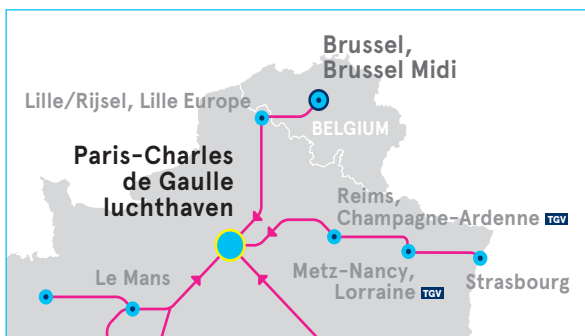 Brussel,
Brussel Midi
Lille/Rijsel, Lille Europe
BELGIUM
Paris-Charles
de Gaulle
luchthaven
Reims,
Champagne-Ardenne TGV
Le Mans
Metz-Nancy,
Lorraine TGV
Strasbourg